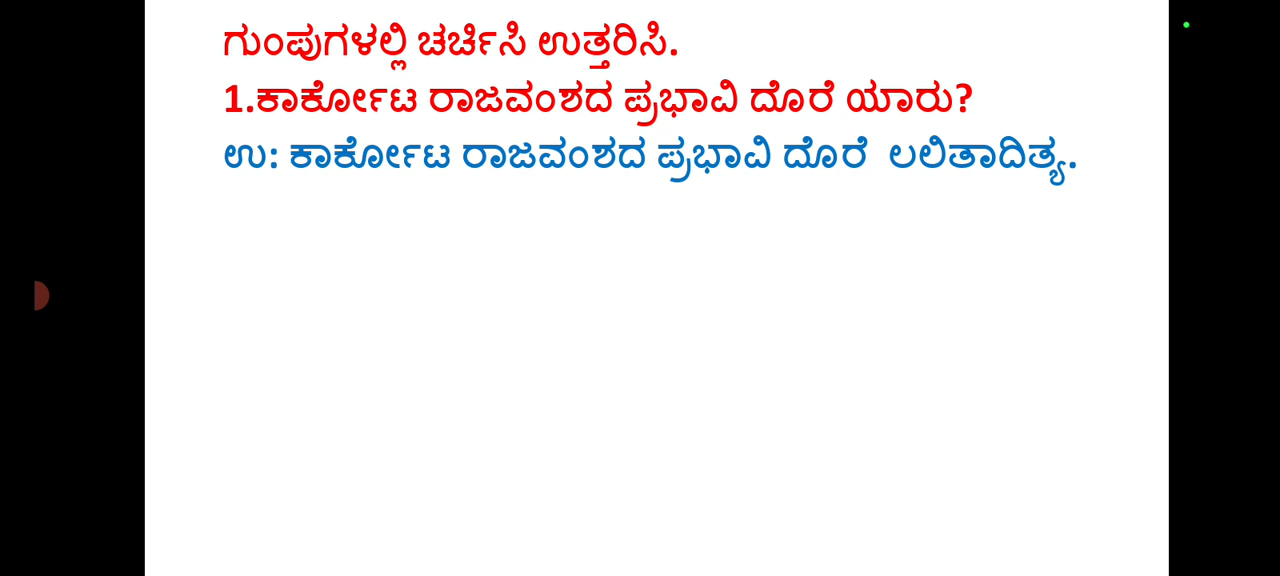 ಗುಂಪುಗಳಲ್ಲಿ ಚರ್ಚಿಸಿ ಉತ್ತರಿಸಿ.
1.ಕಾರ್ಕೋಟ ರಾಜವಂಶದ ಪ್ರಭಾವಿ ದೊರೆ ಯಾರು?
ಉ: ಕಾರ್ಕೋಟ ರಾಜವಂಶದ ಪ್ರಭಾವಿ ದೊರೆ  ಲಲಿತಾದಿತ್ಯ.